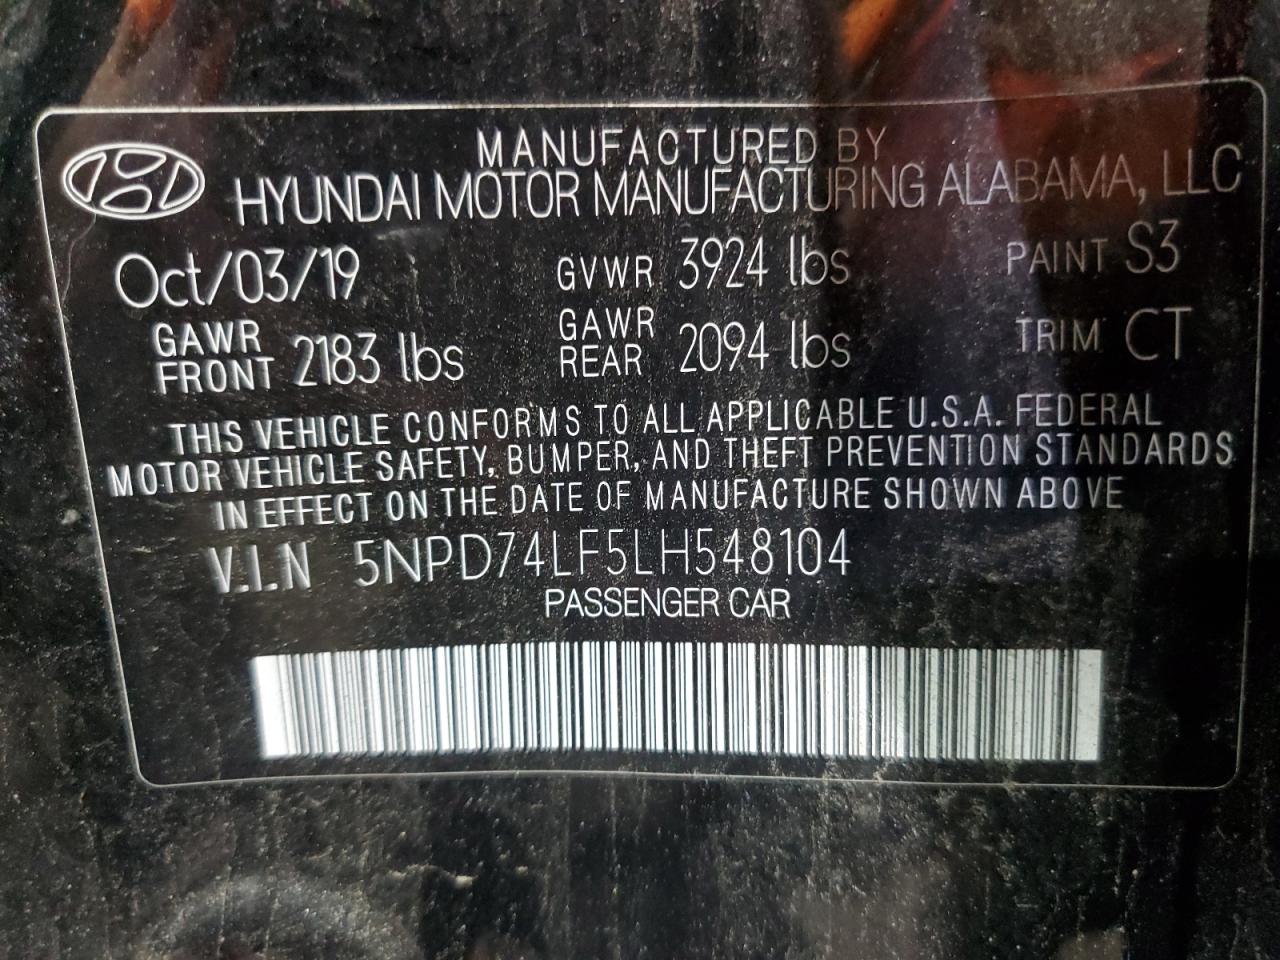 MANUFACTURED BY
HYUNDAI MOTOR MANUFACTURING ALABAMA, LLC
Oct/03/19 GVWR 3924 lbs PAINT S3
GAWR FRONT 2183 lbs GAWR REAR 2094 lbs TRIM CT
THIS VEHICLE CONFORMS TO ALL APPLICABLE U.S.A. FEDERAL
MOTOR VEHICLE SAFETY, BUMPER, AND THEFT PREVENTION STANDARDS
IN EFFECT ON THE DATE OF MANUFACTURE SHOWN ABOVE
V.I.N 5NPD74LF5LH548104
PASSENGER CAR